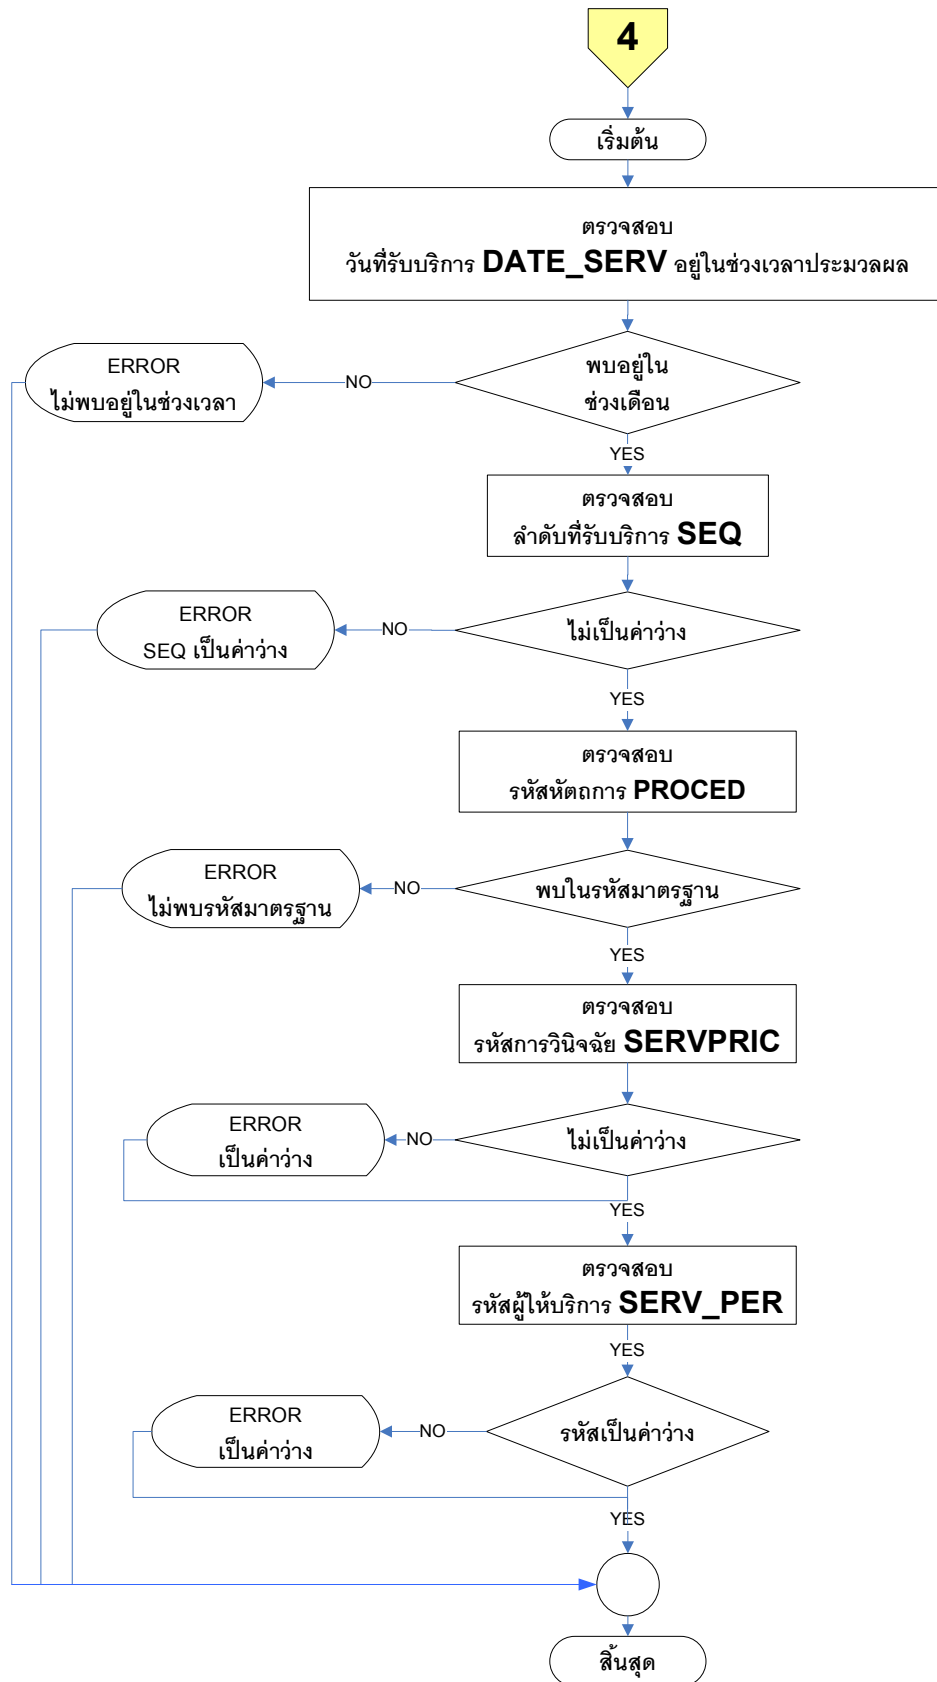 4
เริ่มต้น
ตรวจสอบ
วันที่รับบริการ DATE_SERV อยู่ในช่วงเวลาประมวลผล
พบอยู่ใน
ช่วงเดือน
NO
ERROR
ไม่พบอยู่ในช่วงเวลา
YES
ตรวจสอบ
ลำดับที่รับบริการ SEQ
ไม่เป็นค่าว่าง
NO
ERROR
SEQ เป็นค่าว่าง
YES
ตรวจสอบ
รหัสหัตถการ PROCED
พบในรหัสมาตรฐาน
NO
ERROR
ไม่พบรหัสมาตรฐาน
YES
ตรวจสอบ
รหัสการวินิจฉัย SERVPRIC
ไม่เป็นค่าว่าง
NO
ERROR
เป็นค่าว่าง
YES
ตรวจสอบ
รหัสผู้ให้บริการ SERV_PER
YES
รหัสเป็นค่าว่าง
NO
ERROR
เป็นค่าว่าง
YES
สิ้นสุด